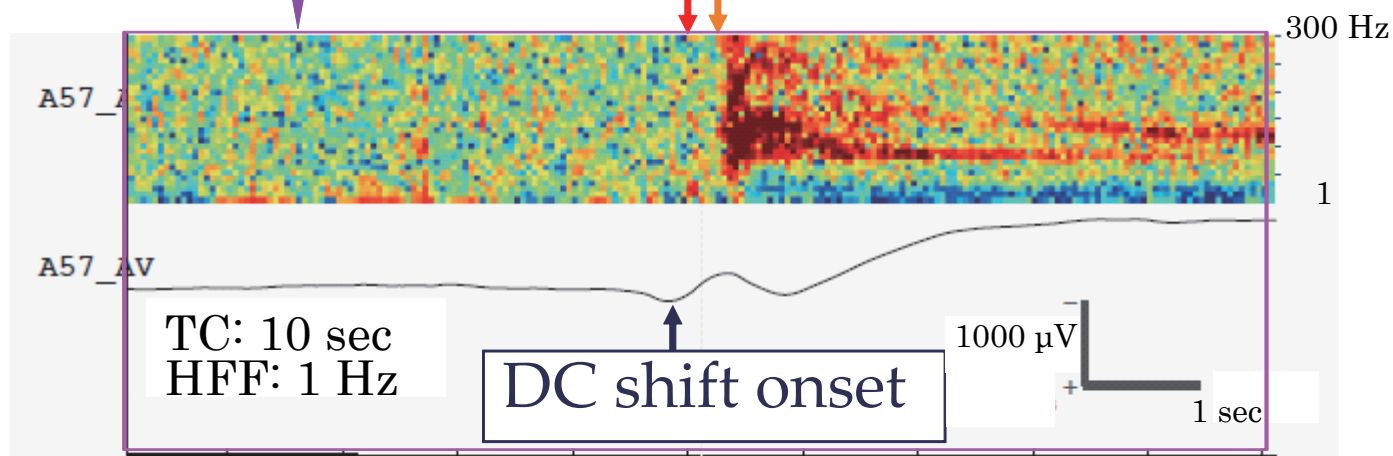 300 Hz
A57_A
1
A57_AV
TC: 10 sec
HFF: 1 Hz
DC shift onset
1000 μV
−
+
1 sec